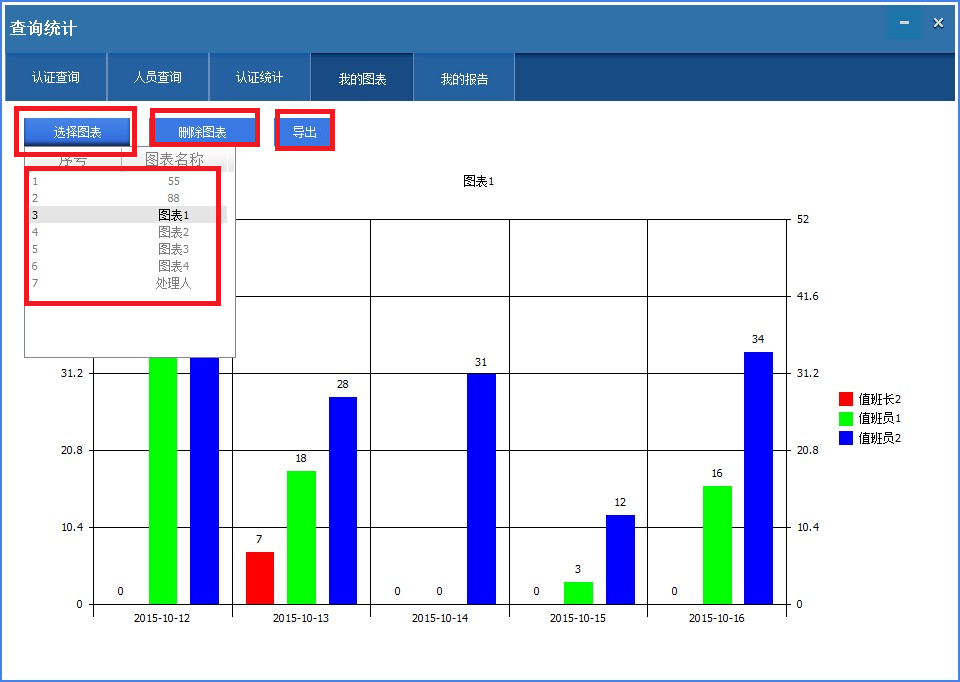 查询统计
认证查询 人员查询 认证统计 我的图表 我的报告
选择图表 删除图表 导出
序号 图表名称
1 55
2 88
3 图表1
4 图表2
5 图表3
6 图表4
7 处理人
图表1
52
41.6
34
31
31.2 31.2
28
值班长2
值班员1
值班员2
20.8 20.8
18
16
12
10.4 10.4
7
3
0 0 0 0 0
0 0
2015-10-12 2015-10-13 2015-10-14 2015-10-15 2015-10-16